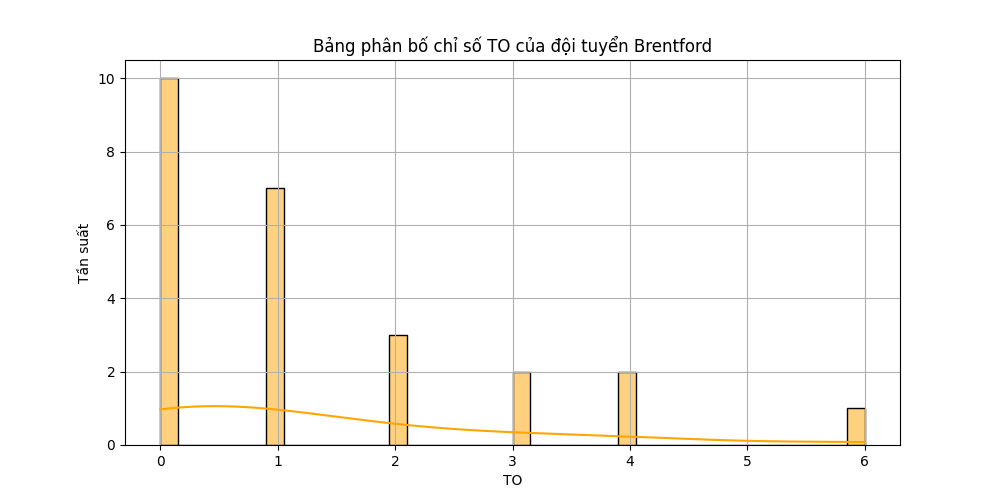 Bảng phân bố chỉ số TO của đội tuyển Brentford
10
8
6
4
2
0
Tần suất
0 1 2 3 4 5 6
TO